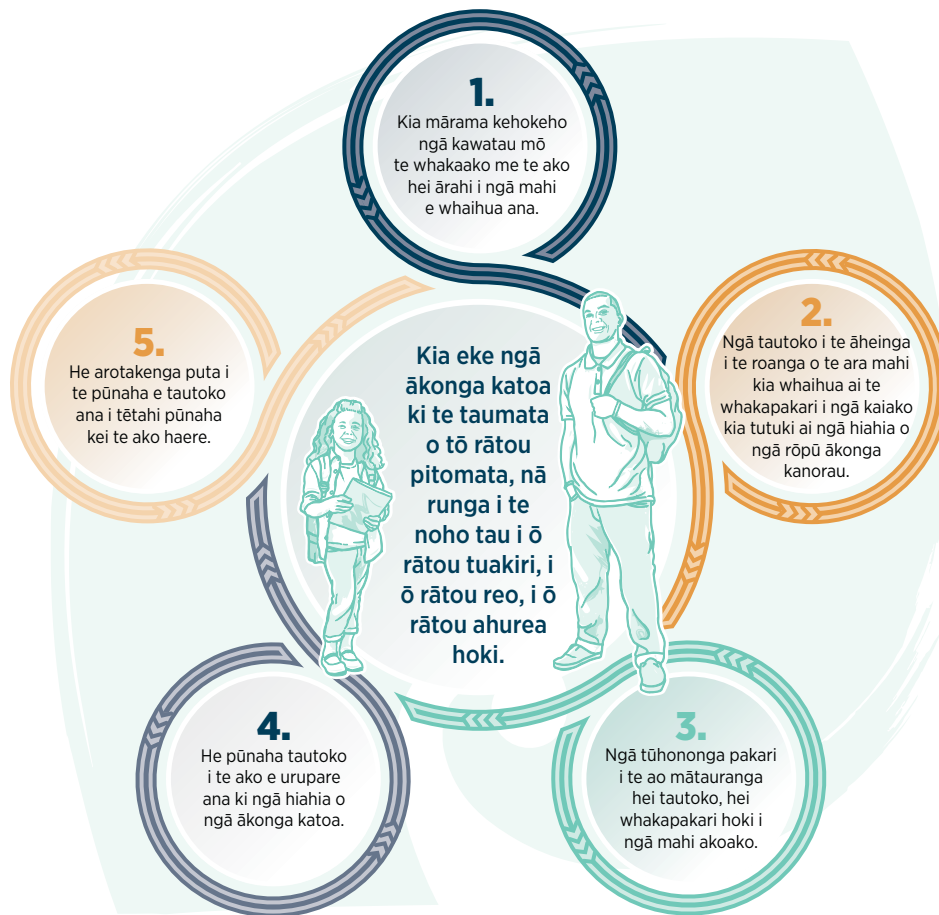 1.
Kia mārama kehokeho
ngā kawatau mō
te whakaako me te ako
hei ārahi i ngā mahi
e whaihua ana.
2.
Ngā tautoko i te āheinga
i te roanga o te ara mahi
kia whaihua ai te
whakapakari i ngā kaiako
kia tutuki ai ngā hiahia o
ngā rōpū ākonga
kanorau.
3.
Ngā tūhononga pakari
i te ao mātauranga
hei tautoko, hei
whakapakari hoki i
ngā mahi akoako.
4.
He pūnaha tautoko
i te ako e urupare
ana ki ngā hiahia o
ngā ākonga katoa.
5.
He arotakenga puta i
te pūnaha e tautoko
ana i tētahi pūnaha
kei te ako haere.
Kia eke ngā
ākonga katoa
ki te taumata
o tō rātou
pitomata, nā
runga i te
noho tau i ō
rātou tuakiri, i
ō rātou reo, i ō
rātou ahurea
hoki.